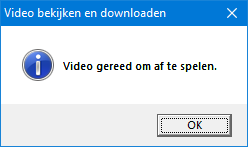 Video bekijken en downloaden
Video gereed om af te spelen.
OK